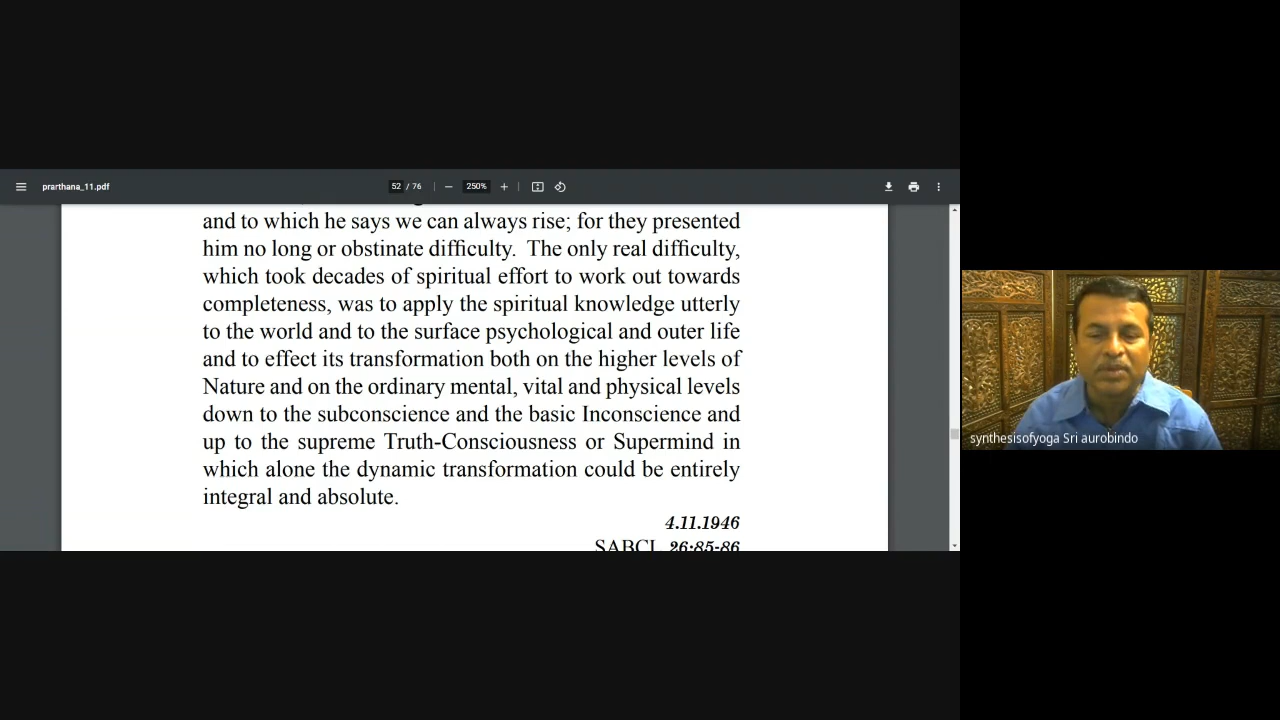 prarthana_11.pdf
52 / 76
250%
and to which he says we can always rise; for they presented
him no long or obstinate difficulty. The only real difficulty,
which took decades of spiritual effort to work out towards
completeness, was to apply the spiritual knowledge utterly
to the world and to the surface psychological and outer life
and to effect its transformation both on the higher levels of
Nature and on the ordinary mental, vital and physical levels
down to the subconscience and the basic Inconscience and
up to the supreme Truth-Consciousness or Supermind in
which alone the dynamic transformation could be entirely
integral and absolute.
4.11.1946
SABCL 26:85-86
synthesisofyoga Sri aurobindo